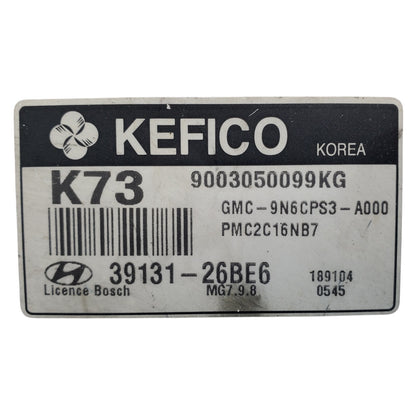 KEFICO KOREA
K73 9003050099KG
GMC-9N6CPS3-A000
PMC2C16NB7
39131-26BE6 189104
Licence Bosch MG7.9.8 0545